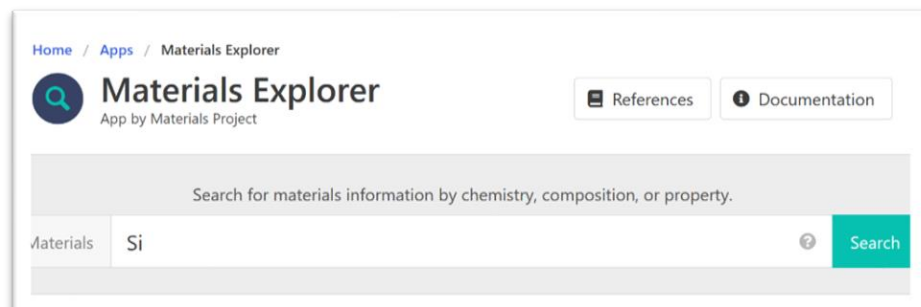 Home / Apps / Materials Explorer
Materials Explorer
App by Materials Project
References
Documentation
Search for materials information by chemistry, composition, or property.
Materials
Si
Search